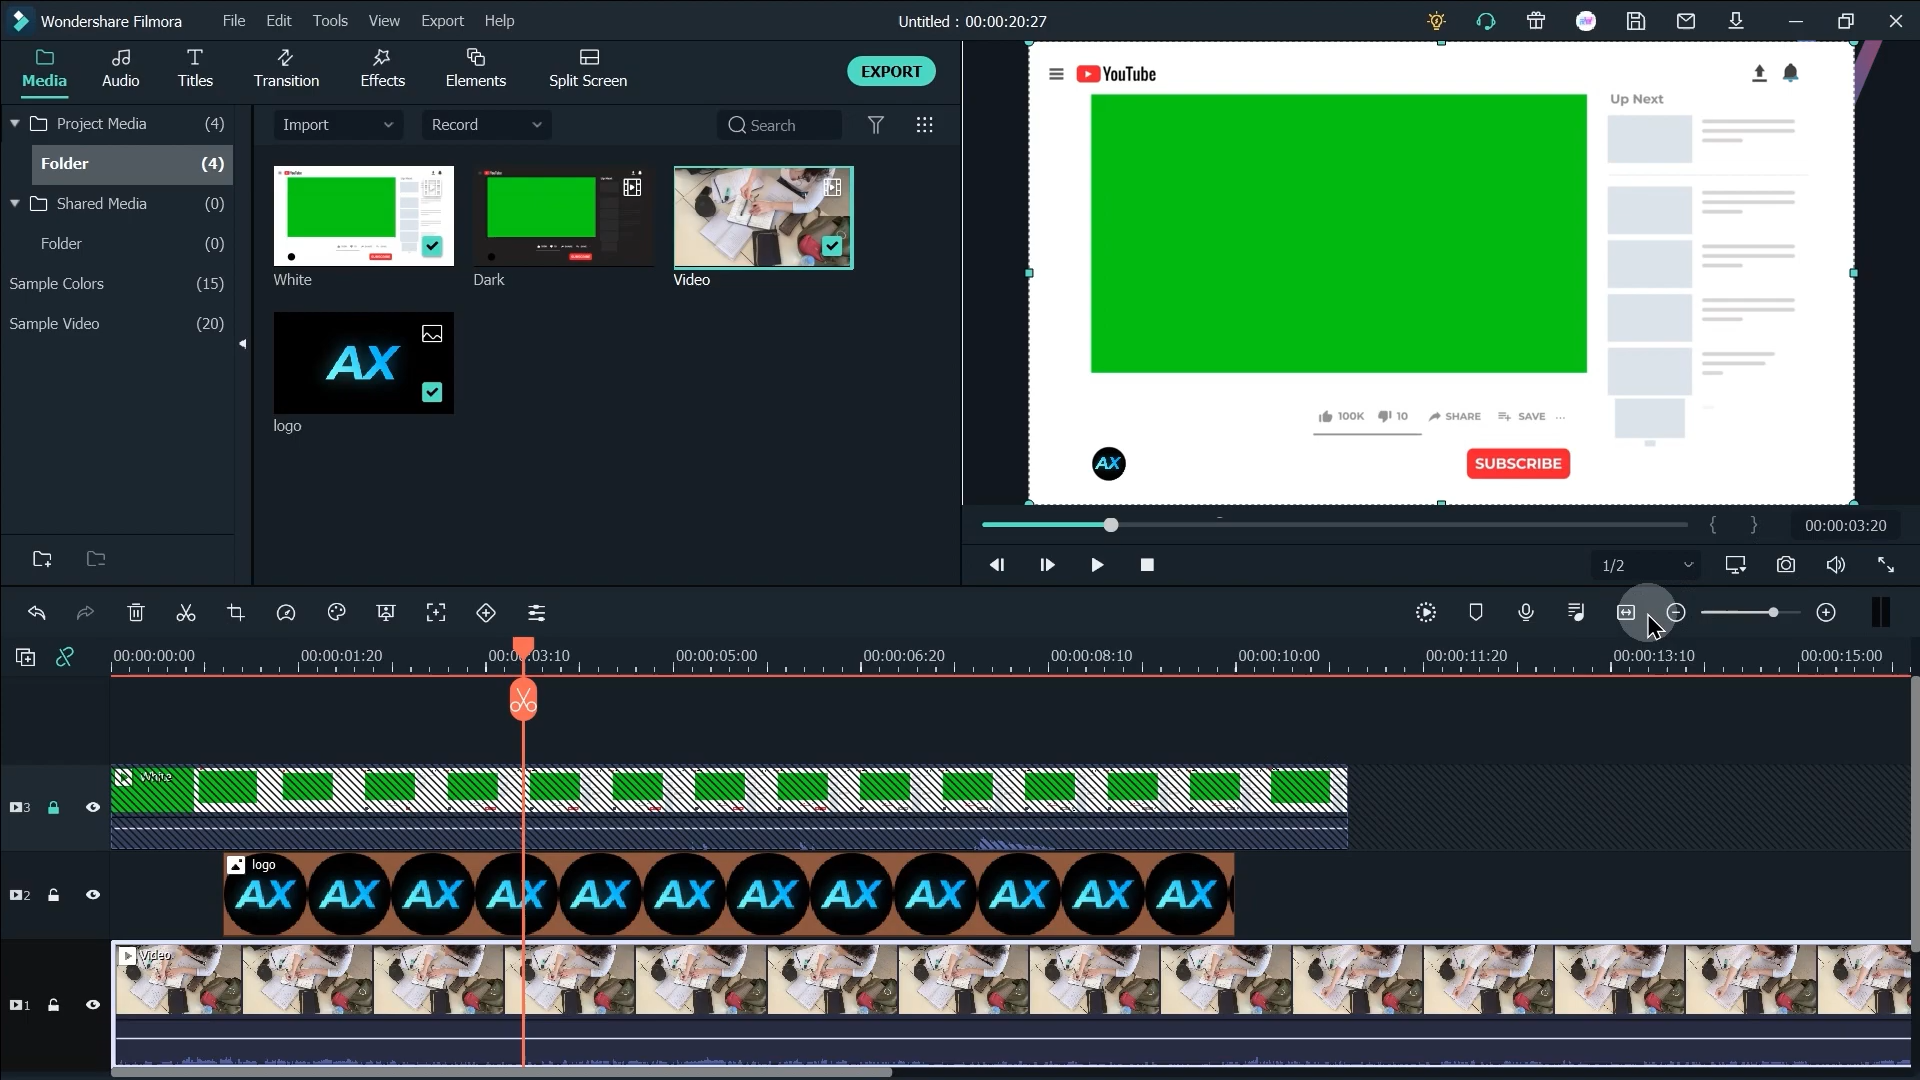 Wondershare Filmora File Edit Tools View Export Help Untitled : 00:00:20:27
Media Audio Titles Transition Effects Elements Split Screen EXPORT
Project Media (4)
Folder (4)
Shared Media (0)
Folder (0)
Sample Colors (15)
Sample Video (20)
Import Record Search
White Dark Video
AX
logo
YouTube
Up Next
100K 10 SHARE SAVE ...
AX SUBSCRIBE
{ } 00:00:03:20
1/2
00:00:00:00 00:00:01:20 00:00:03:10 00:00:05:00 00:00:06:20 00:00:08:10 00:00:10:00 00:00:11:20 00:00:13:10 00:00:15:00
3 White
2 logo
AX AX AX AX AX AX AX AX AX AX AX AX
1 Video